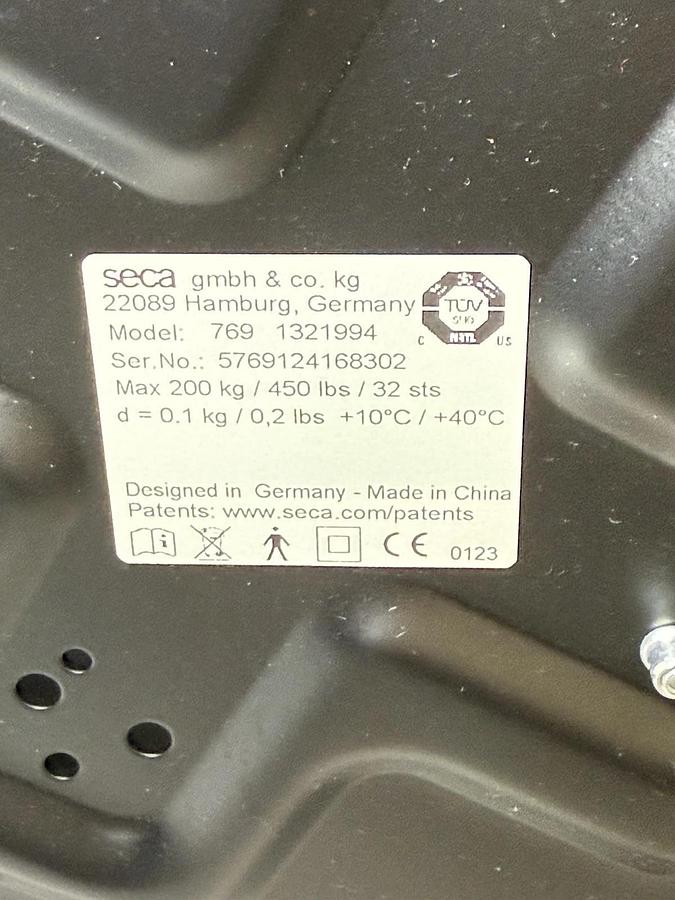 seca gmbh & co. kg
22089 Hamburg, Germany
TÜV
SÜD
NRTL
C US
Model: 769 1321994
Ser.No.: 5769124168302
Max 200 kg / 450 lbs / 32 sts
d = 0.1 kg / 0,2 lbs +10°C / +40°C
Designed in Germany - Made in China
Patents: www.seca.com/patents
CE 0123